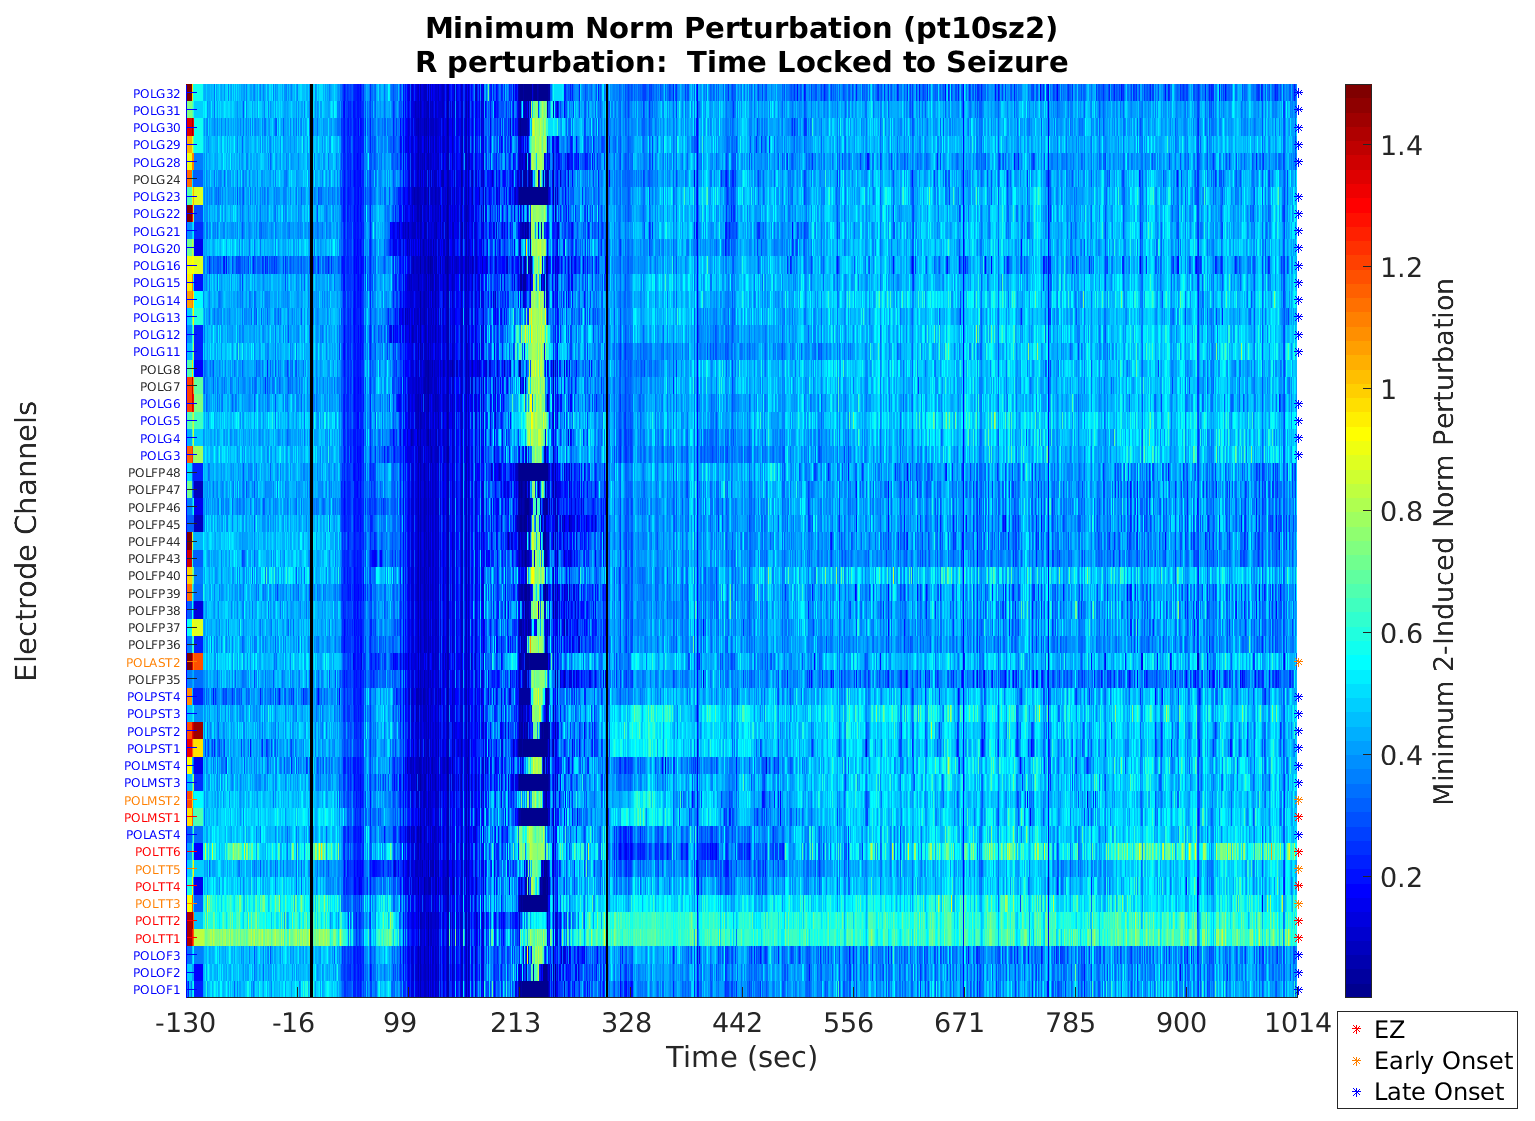 Minimum Norm Perturbation (pt10sz2)
R perturbation:  Time Locked to Seizure
Electrode Channels
POLG32
POLG31
POLG30
POLG29
POLG28
POLG24
POLG23
POLG22
POLG21
POLG20
POLG16
POLG15
POLG14
POLG13
POLG12
POLG11
POLG8
POLG7
POLG6
POLG5
POLG4
POLG3
POLFP48
POLFP47
POLFP46
POLFP45
POLFP44
POLFP43
POLFP40
POLFP39
POLFP38
POLFP37
POLFP36
POLAST2
POLFP35
POLPST4
POLPST3
POLPST2
POLPST1
POLMST4
POLMST3
POLMST2
POLMST1
POLAST4
POLTT6
POLTT5
POLTT4
POLTT3
POLTT2
POLTT1
POLOF3
POLOF2
POLOF1
-130 -16 99 213 328 442 556 671 785 900 1014
Time (sec)
1.4
1.2
1
0.8
0.6
0.4
0.2
Minimum 2-Induced Norm Perturbation
EZ
Early Onset
Late Onset